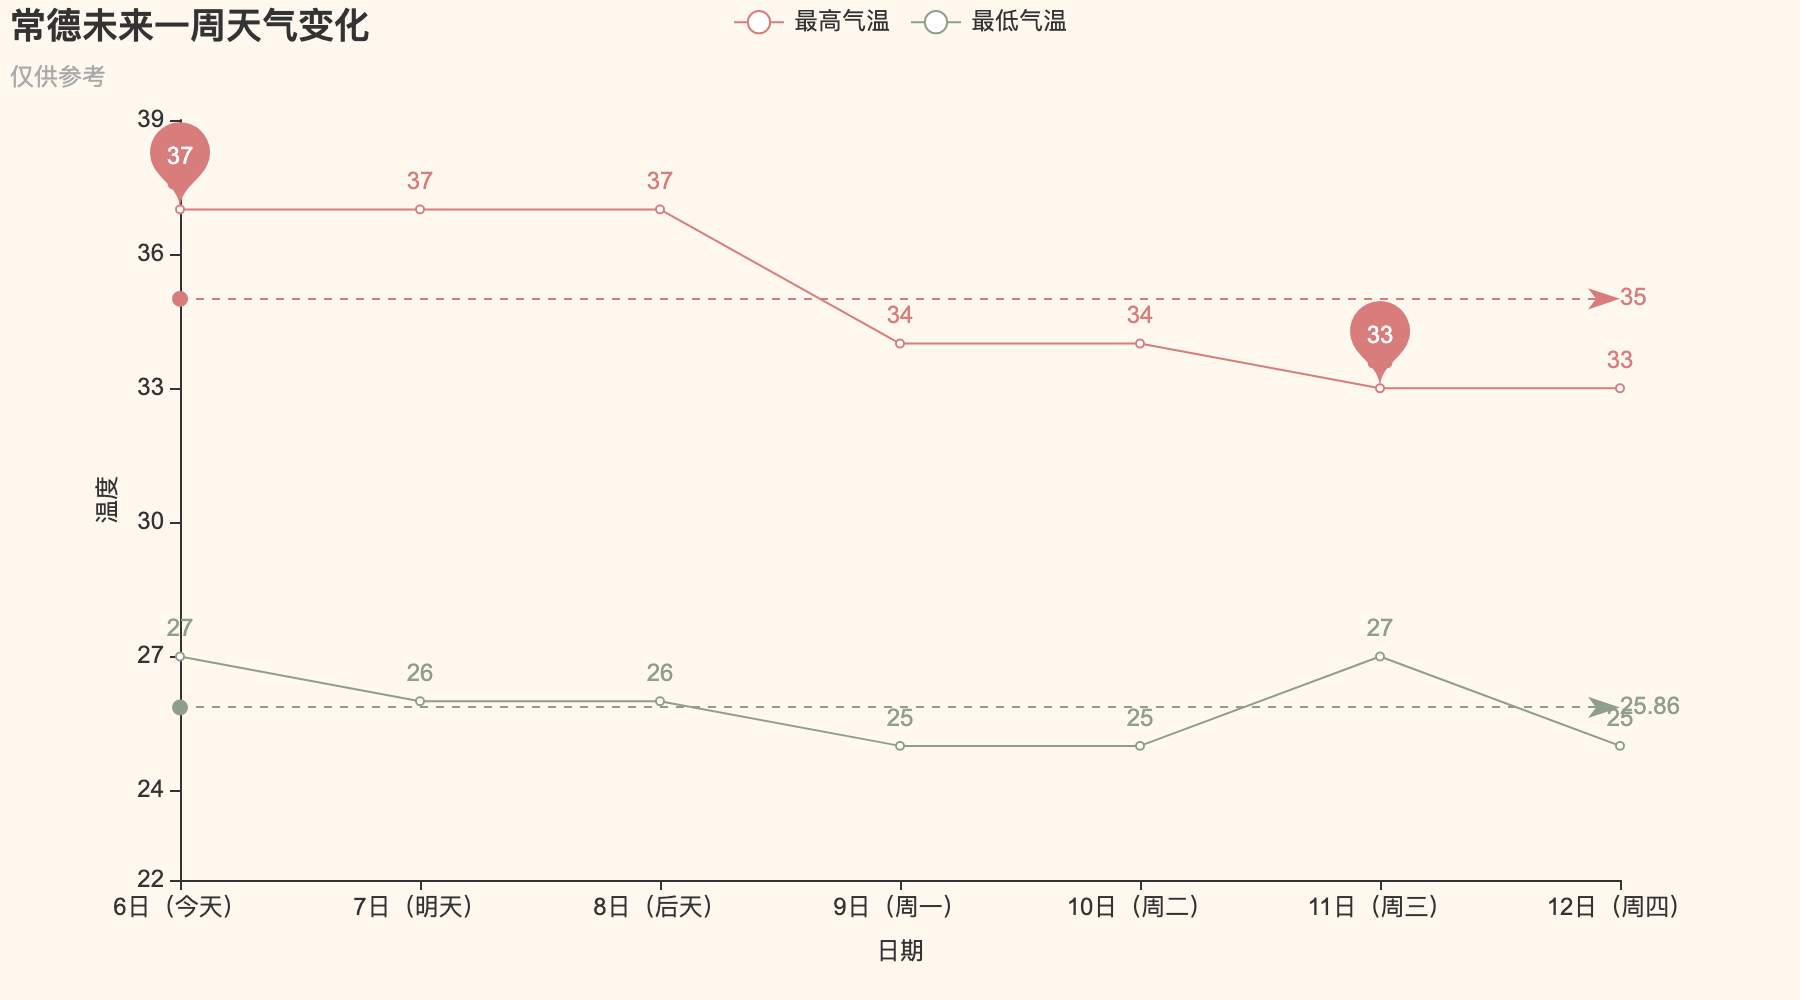 常德未来一周天气变化
仅供参考
最高气温
最低气温
39
36
33
30
27
24
22
温度
37
37
37
34
34
33
33
35
27
26
26
25
25
27
25
25.86
6日（今天）
7日（明天）
8日（后天）
9日（周一）
10日（周二）
11日（周三）
12日（周四）
日期